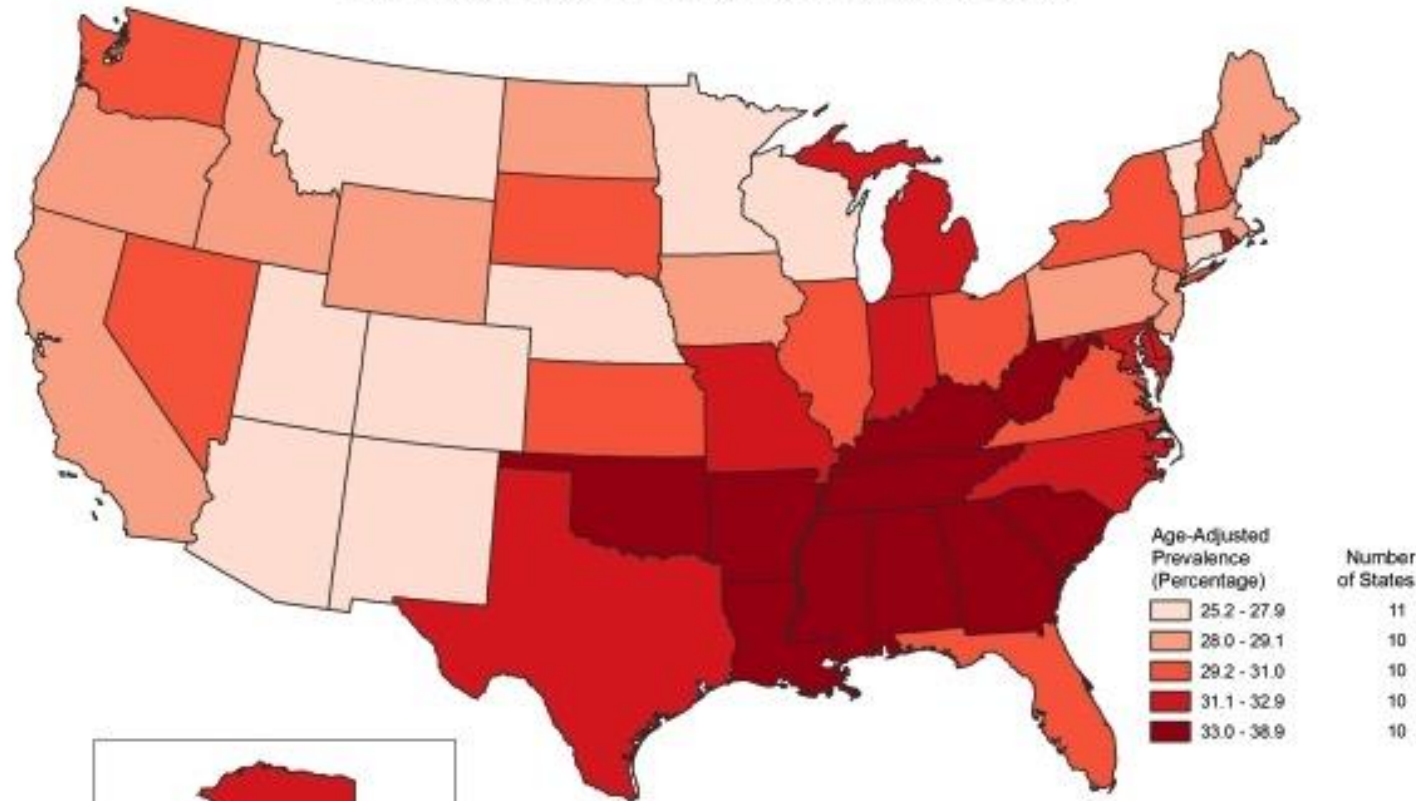 Age-Adjusted
Prevalence
(Percentage)
Number
of States
25.2 - 27.9 11
28.0 - 29.1 10
29.2 - 31.0 10
31.1 - 32.9 10
33.0 - 38.9 10